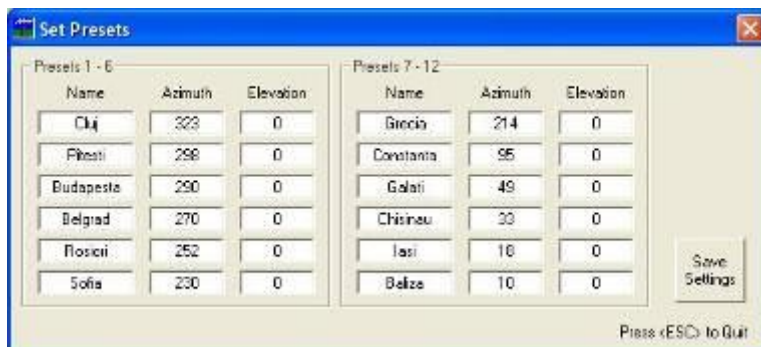 Set Presets
Presets 1 - 6
Name Azimuth Elevation
Cluj 323 0
Pitesti 298 0
Budapesta 290 0
Belgrad 270 0
Rosiori 252 0
Sofia 230 0
Presets 7 - 12
Name Azimuth Elevation
Grecia 214 0
Constanta 95 0
Galati 49 0
Chisinau 33 0
Iasi 18 0
Baliza 10 0
Save
Settings
Press <ESC> to Quit